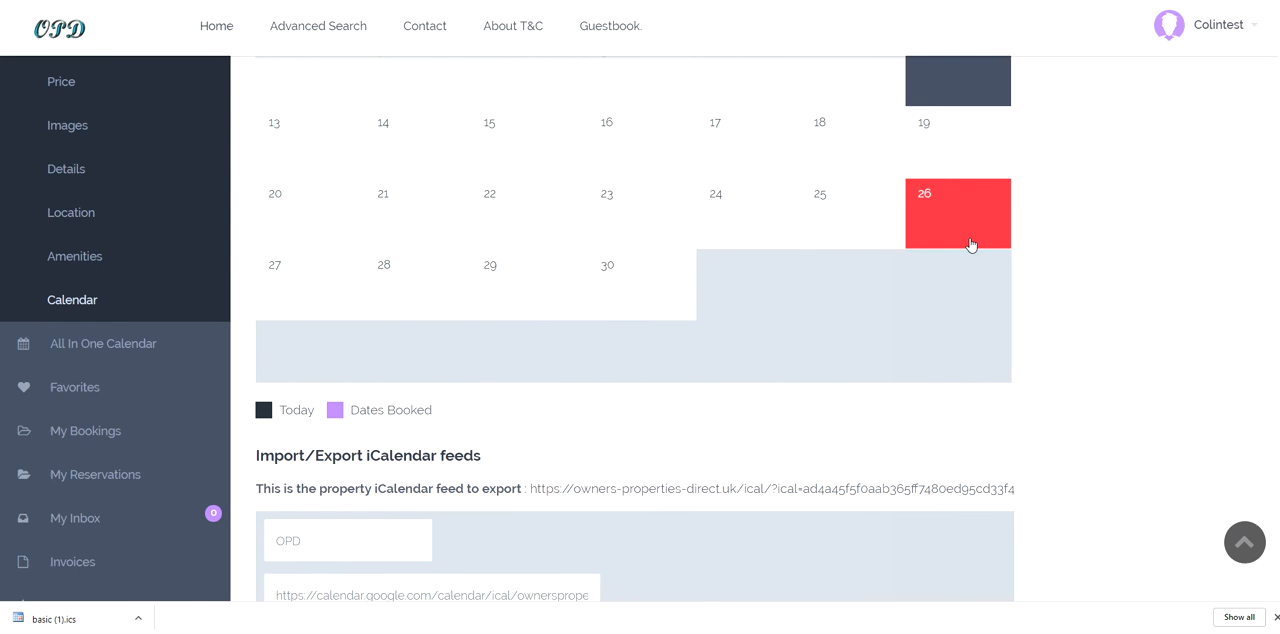 OPD
Home Advanced Search Contact About T&C Guestbook.
Colintest
Price
Images
Details
Location
Amenities
Calendar
All In One Calendar
Favorites
My Bookings
My Reservations
My Inbox
0
Invoices
13 14 15 16 17 18 19
20 21 22 23 24 25 26
27 28 29 30
Today Dates Booked
Import/Export iCalendar feeds
This is the property iCalendar feed to export : https://owners-properties-direct.uk/ical/?ical=ad4a45f5f0aab365ff7480ed95cd33f4
OPD
https://calendar.google.com/calendar/ical/ownersprope
basic (1).ics
Show all